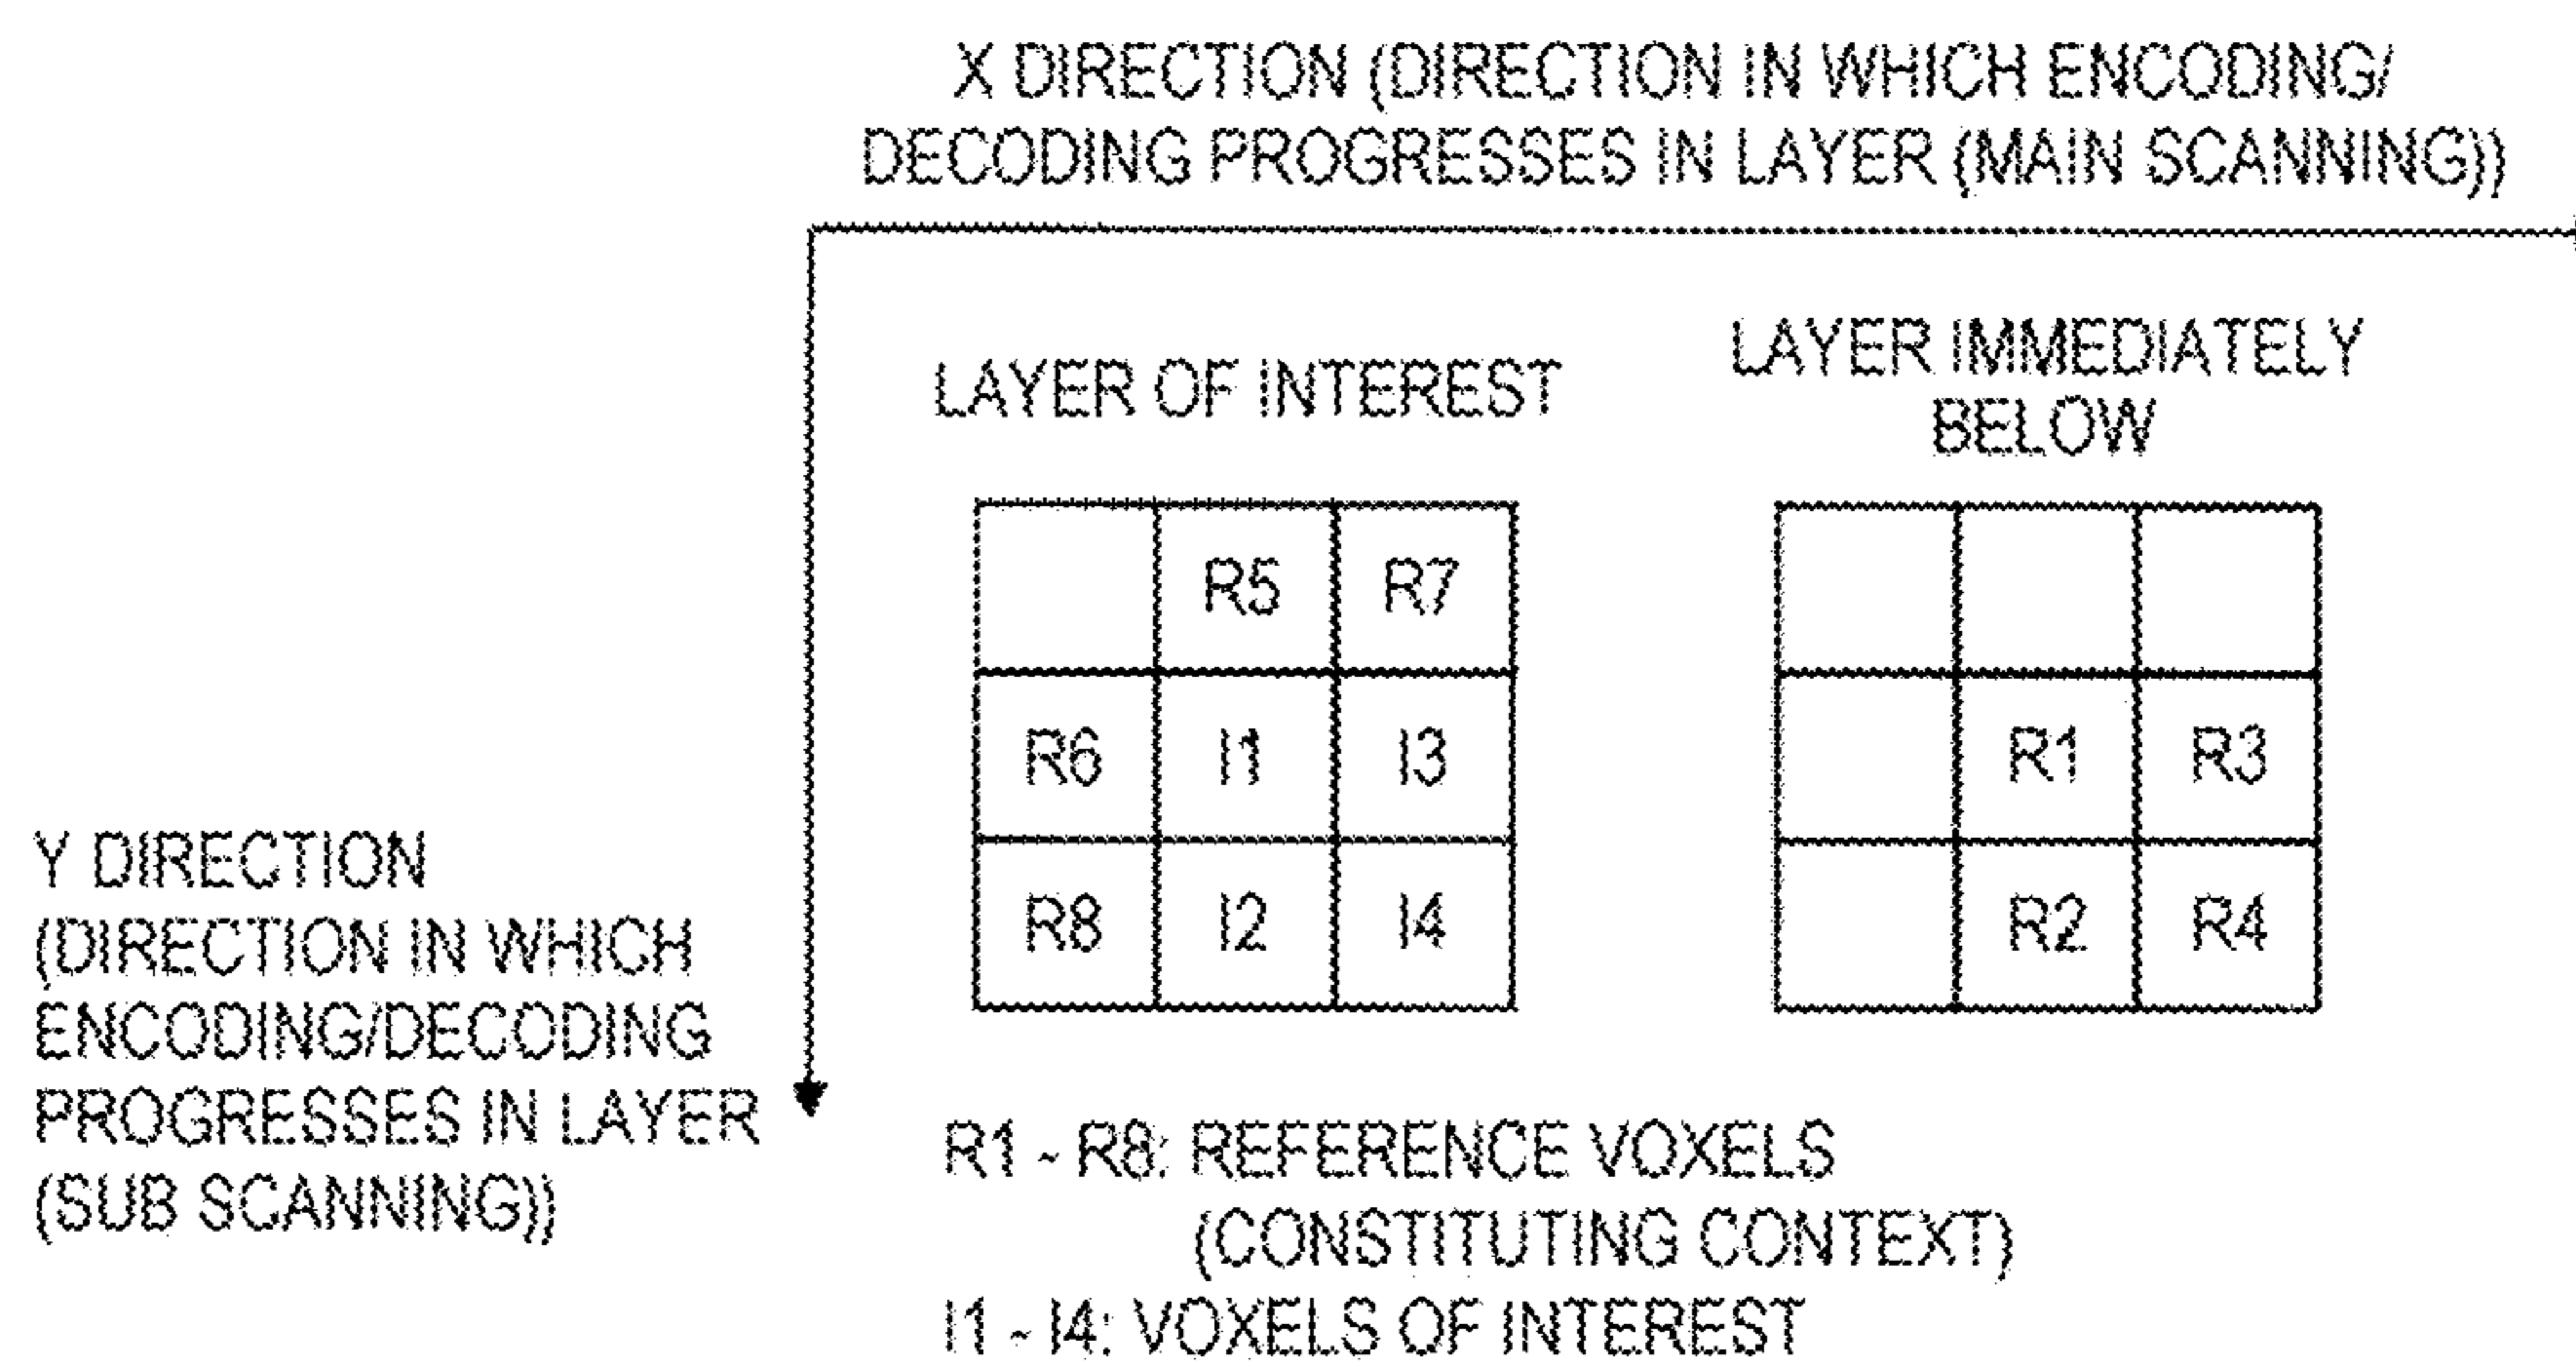 X DIRECTION (DIRECTION IN WHICH ENCODING/
DECODING PROGRESSES IN LAYER (MAIN SCANNING))
LAYER OF INTEREST
LAYER IMMEDIATELY
BELOW
R5 R7
R6 I1 I3
R8 I2 I4
R1 R3
R2 R4
Y DIRECTION
(DIRECTION IN WHICH
ENCODING/DECODING
PROGRESSES IN LAYER
(SUB SCANNING))
R1 - R8: REFERENCE VOXELS
(CONSTITUTING CONTEXT)
I1 - I4: VOXELS OF INTEREST